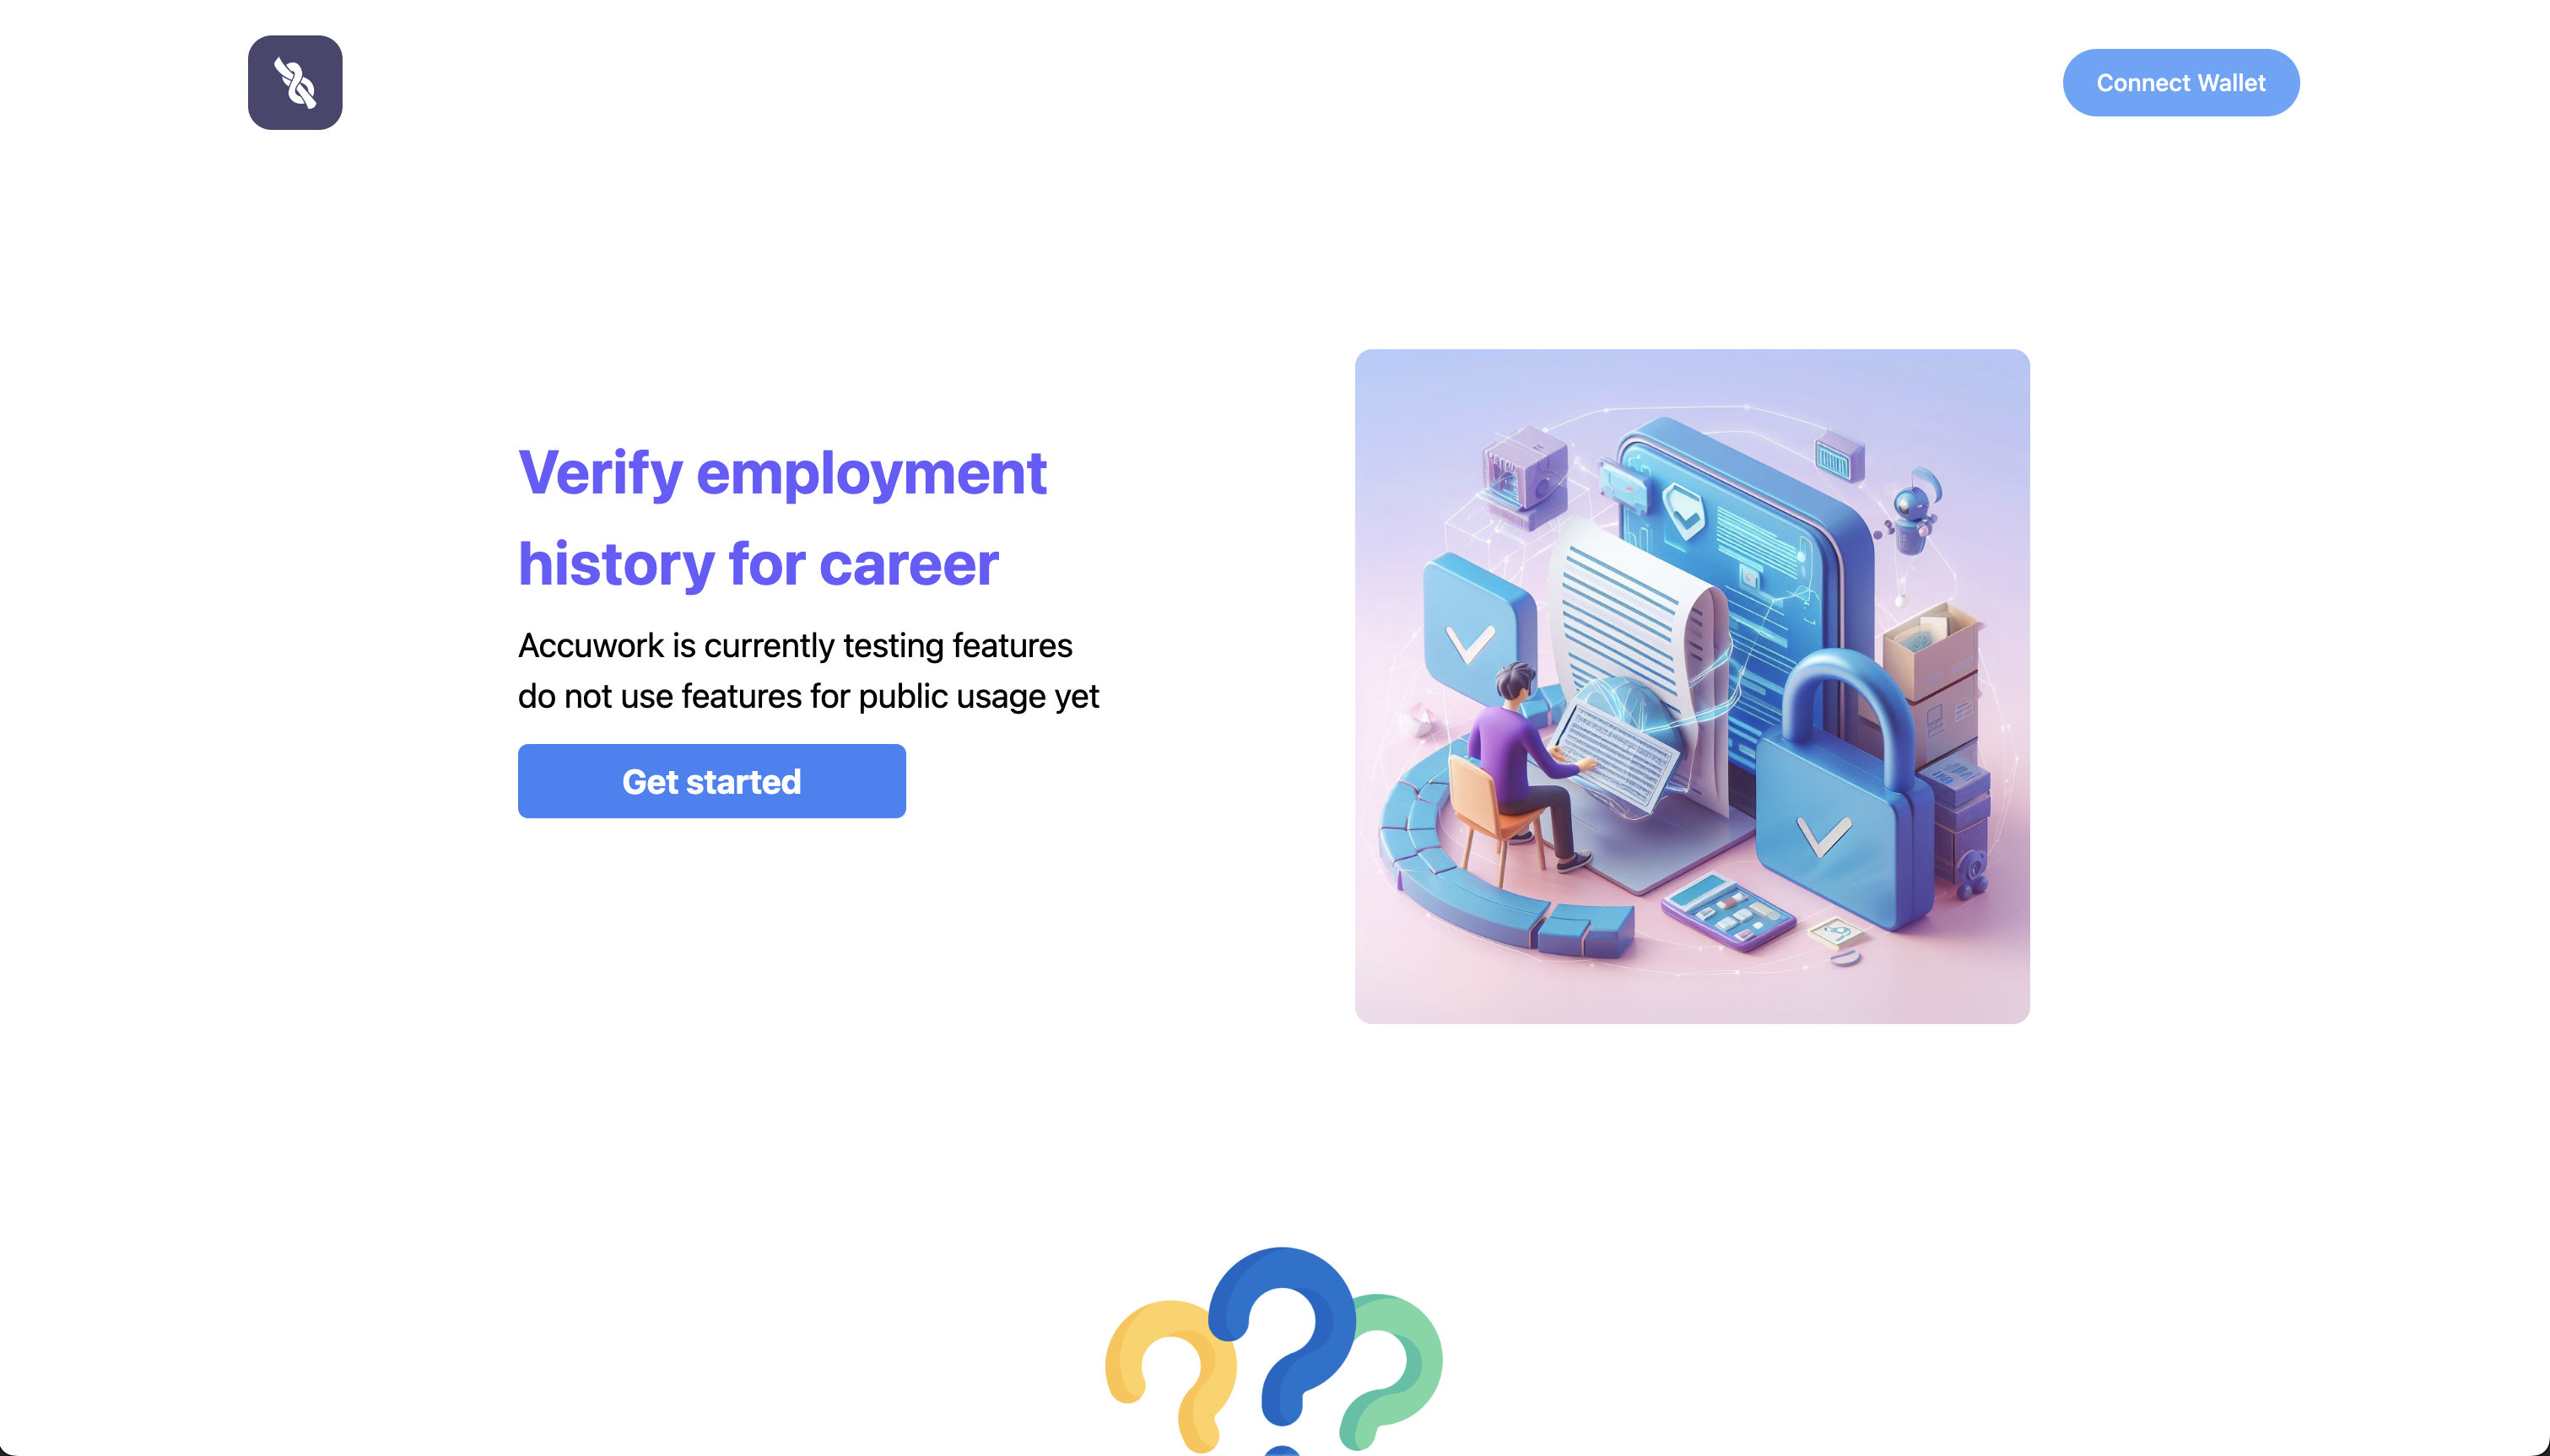 Connect Wallet
Verify employment
history for career
Accuwork is currently testing features
do not use features for public usage yet
Get started